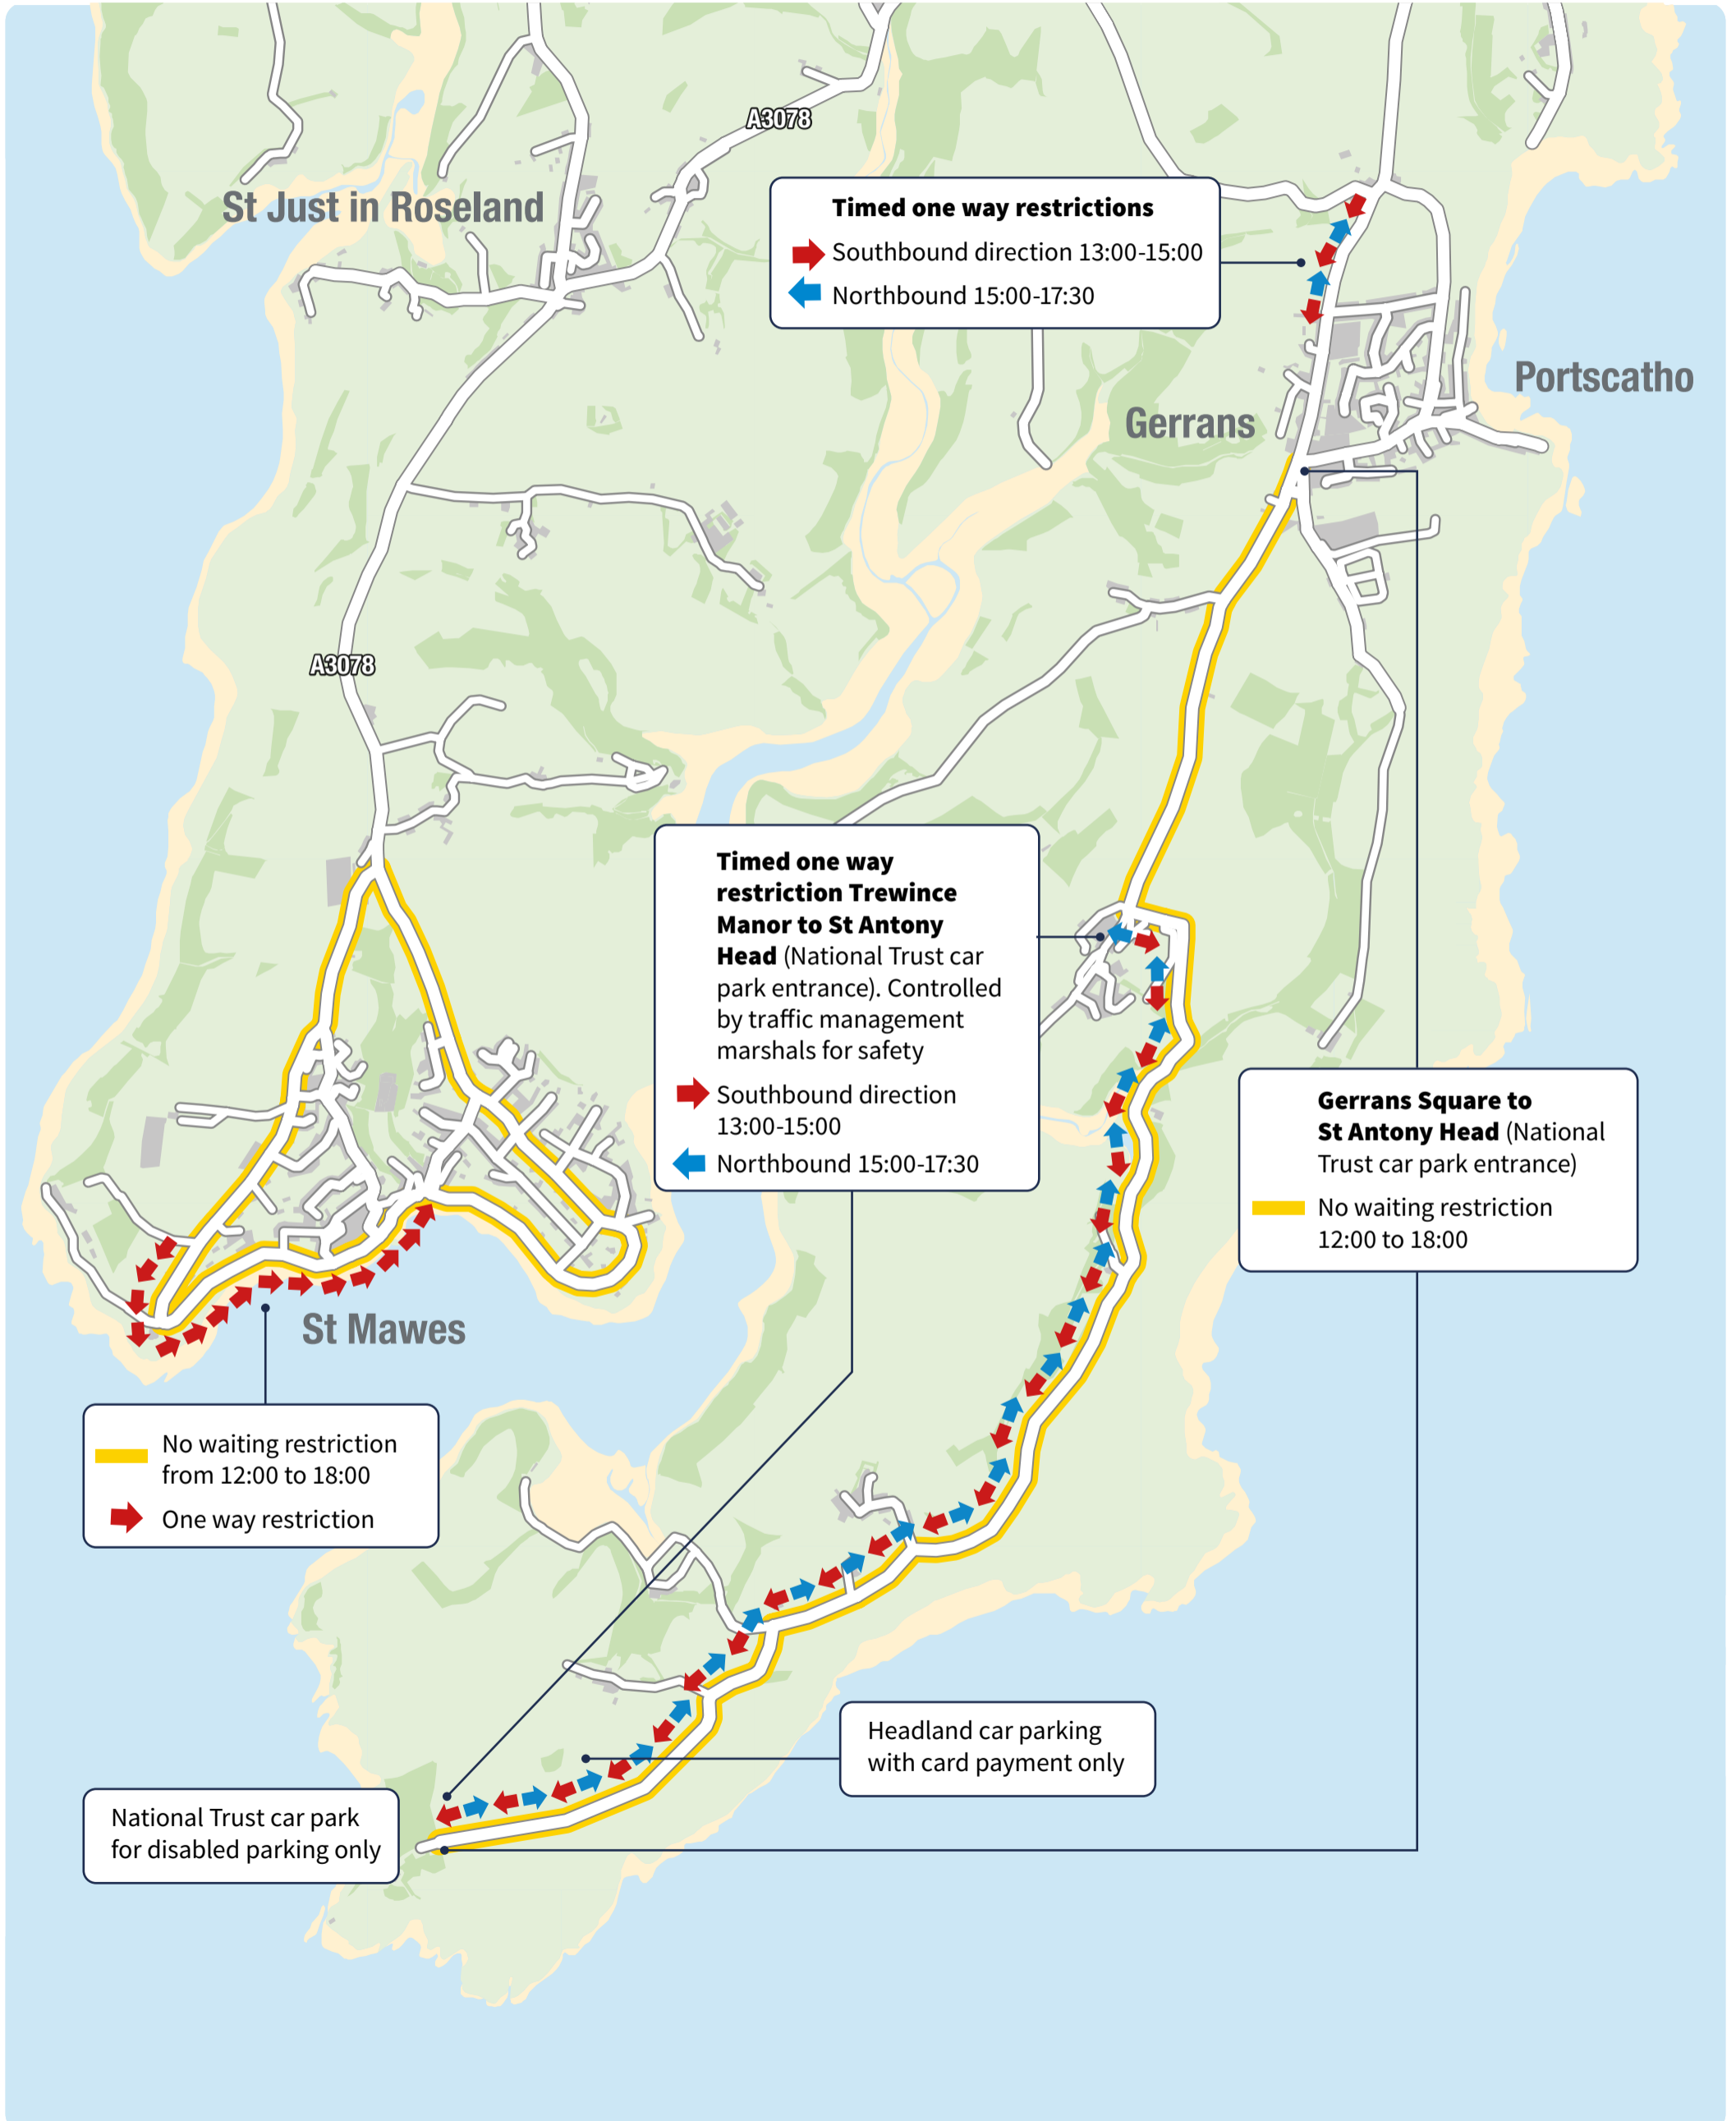 A3078
St Just in Roseland
Timed one way restrictions
Southbound direction 13:00-15:00
Northbound 15:00-17:30
Portscatho
Gerrans
A3078
Timed one way
restriction Trewince
Manor to St Antony
Head (National Trust car
park entrance). Controlled
by traffic management
marshals for safety
Southbound direction
13:00-15:00
Northbound 15:00-17:30
Gerrans Square to
St Antony Head (National
Trust car park entrance)
No waiting restriction
12:00 to 18:00
St Mawes
No waiting restriction
from 12:00 to 18:00
One way restriction
Headland car parking
with card payment only
National Trust car park
for disabled parking only